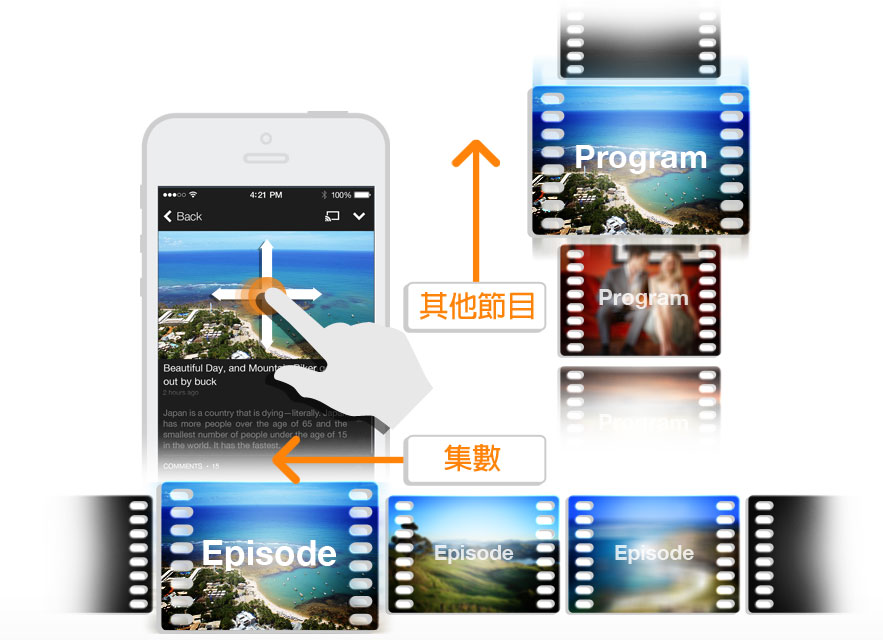 4:21 PM
100%
Back
Beautiful Day, and Mountain Biker
out by buck
2 hours ago
Japan is a country that is dying—literally. Japan
has more people over the age of 65 and the
smallest number of people under the age of 15
in the world. It has the fastest
COMMENTS • 15
其他節目
集數
Program
Program
Program
Episode
Episode
Episode